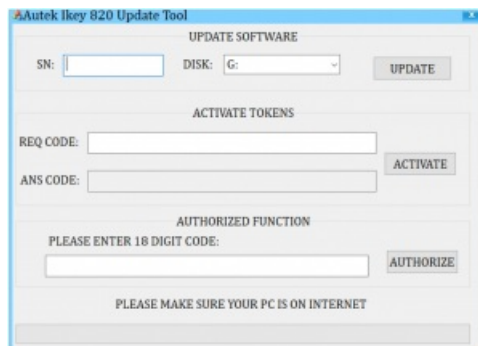 Autek Ikey 820 Update Tool
UPDATE SOFTWARE
SN: DISK: G: UPDATE
ACTIVATE TOKENS
REQ CODE:
ACTIVATE
ANS CODE:
AUTHORIZED FUNCTION
PLEASE ENTER 18 DIGIT CODE:
AUTHORIZE
PLEASE MAKE SURE YOUR PC IS ON INTERNET